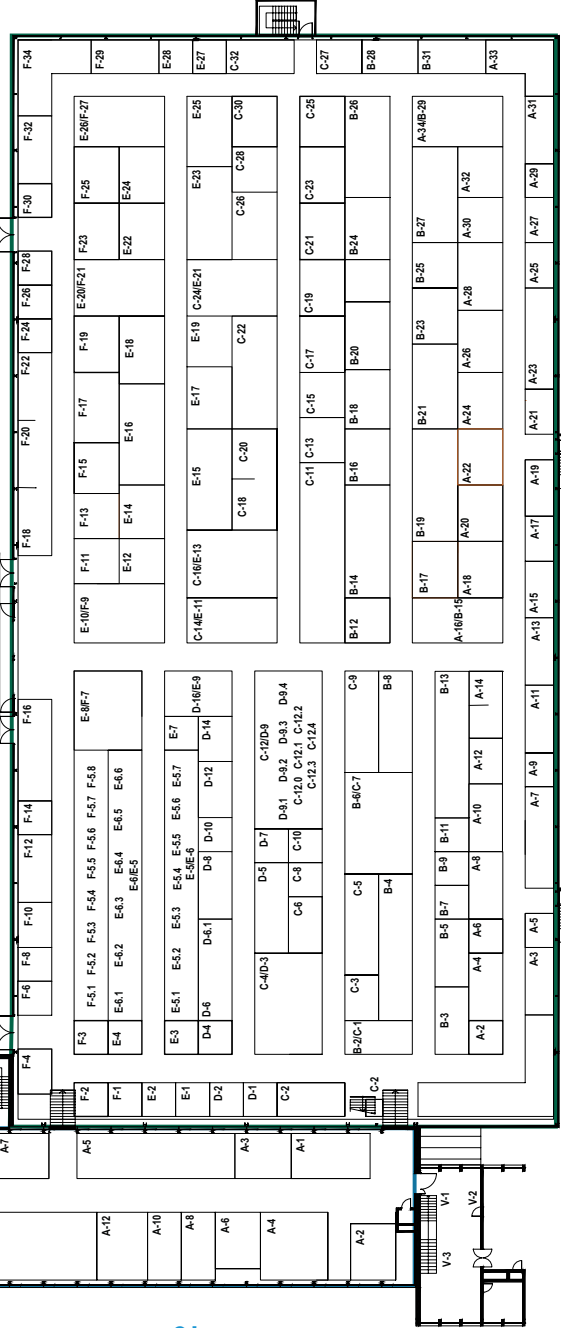 F-34
F-29
E-28
E-27
C-32
C-27
B-28
B-31
A-33
F-32
E-26/F-27
E-25
C-30
C-25
B-26
A-34/B-29
A-31
F-30
F-25
E-24
E-23
C-28
C-26
C-23
A-32
A-29
F-28
F-23
E-22
C-21
B-24
B-27
A-30
A-27
F-26
E-20/F-21
C-24/E-21
C-19
B-25
A-28
A-25
F-24
F-19
E-18
E-19
C-22
C-17
B-20
B-23
A-26
F-22
A-23
F-20
F-17
E-16
E-17
C-15
B-18
B-21
A-24
A-21
F-15
E-15
C-20
C-13
C-11
B-16
A-22
A-19
F-18
F-13
E-14
C-18
B-19
A-20
A-17
F-11
E-12
C-16/E-13
B-14
B-17
A-18
A-15
E-10/F-9
C-14/E-11
B-12
A-16/B-15
A-13
F-16
E-8/F-7
D-16/E-9
C-9
B-8
B-13
A-14
A-11
E-7
D-14
C-12/D-9
D-9.1
D-9.2
D-9.3
D-9.4
C-12.0
C-12.1
C-12.2
C-12.3
C-12.4
F-14
F-5.8
F-5.7
F-5.6
F-5.5
F-5.4
F-5.3
F-5.2
F-5.1
E-6.6
E-6.5
E-6.4
E-6/E-5
E-6.3
E-6.2
E-6.1
E-5.7
E-5.6
E-5.5
E-5/E-6
E-5.4
E-5.3
E-5.2
E-5.1
D-12
D-10
D-8
D-6.1
D-6
B-6/C-7
A-12
A-9
A-10
A-7
F-12
D-7
C-10
B-11
D-5
C-8
C-5
B-4
B-9
A-8
F-10
C-6
B-7
B-5
A-6
A-5
F-8
C-4/D-3
A-4
A-3
F-6
C-3
B-3
F-4
F-3
E-4
E-3
D-4
B-2/C-1
A-2
F-2
F-1
E-2
E-1
D-2
D-1
C-2
C-2
A-7
A-5
A-3
A-1
A-12
A-10
A-8
A-6
A-4
A-2
V-1
V-2
V-3